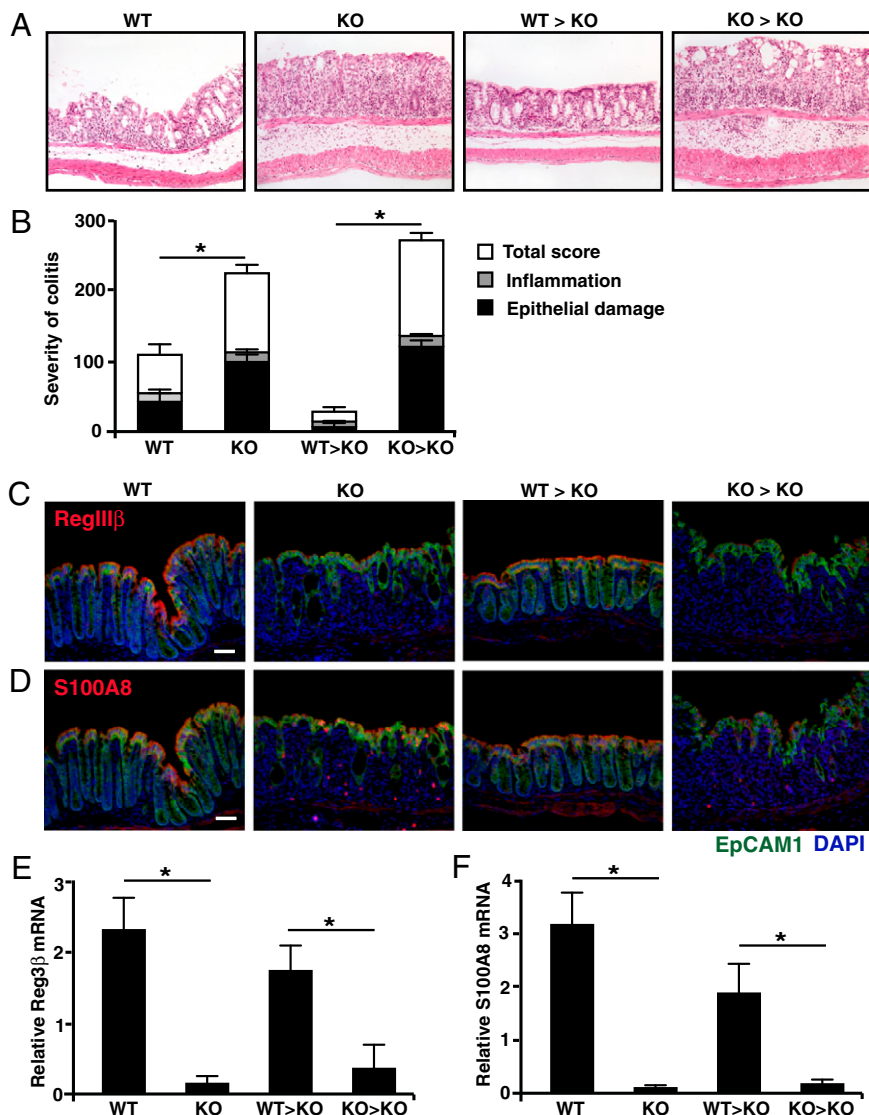 A
WT
KO
WT > KO
KO > KO
B
300
200
100
0
Severity of colitis
*
*
Total score
Inflammation
Epithelial damage
WT
KO
WT>KO
KO>KO
C
WT
KO
WT > KO
KO > KO
RegIIIβ
D
S100A8
EpCAM1 DAPI
E
3
2
1
0
Relative Reg3β mRNA
*
*
WT
KO
WT>KO
KO>KO
F
4
3
2
1
0
Relative S100A8 mRNA
*
*
WT
KO
WT>KO
KO>KO